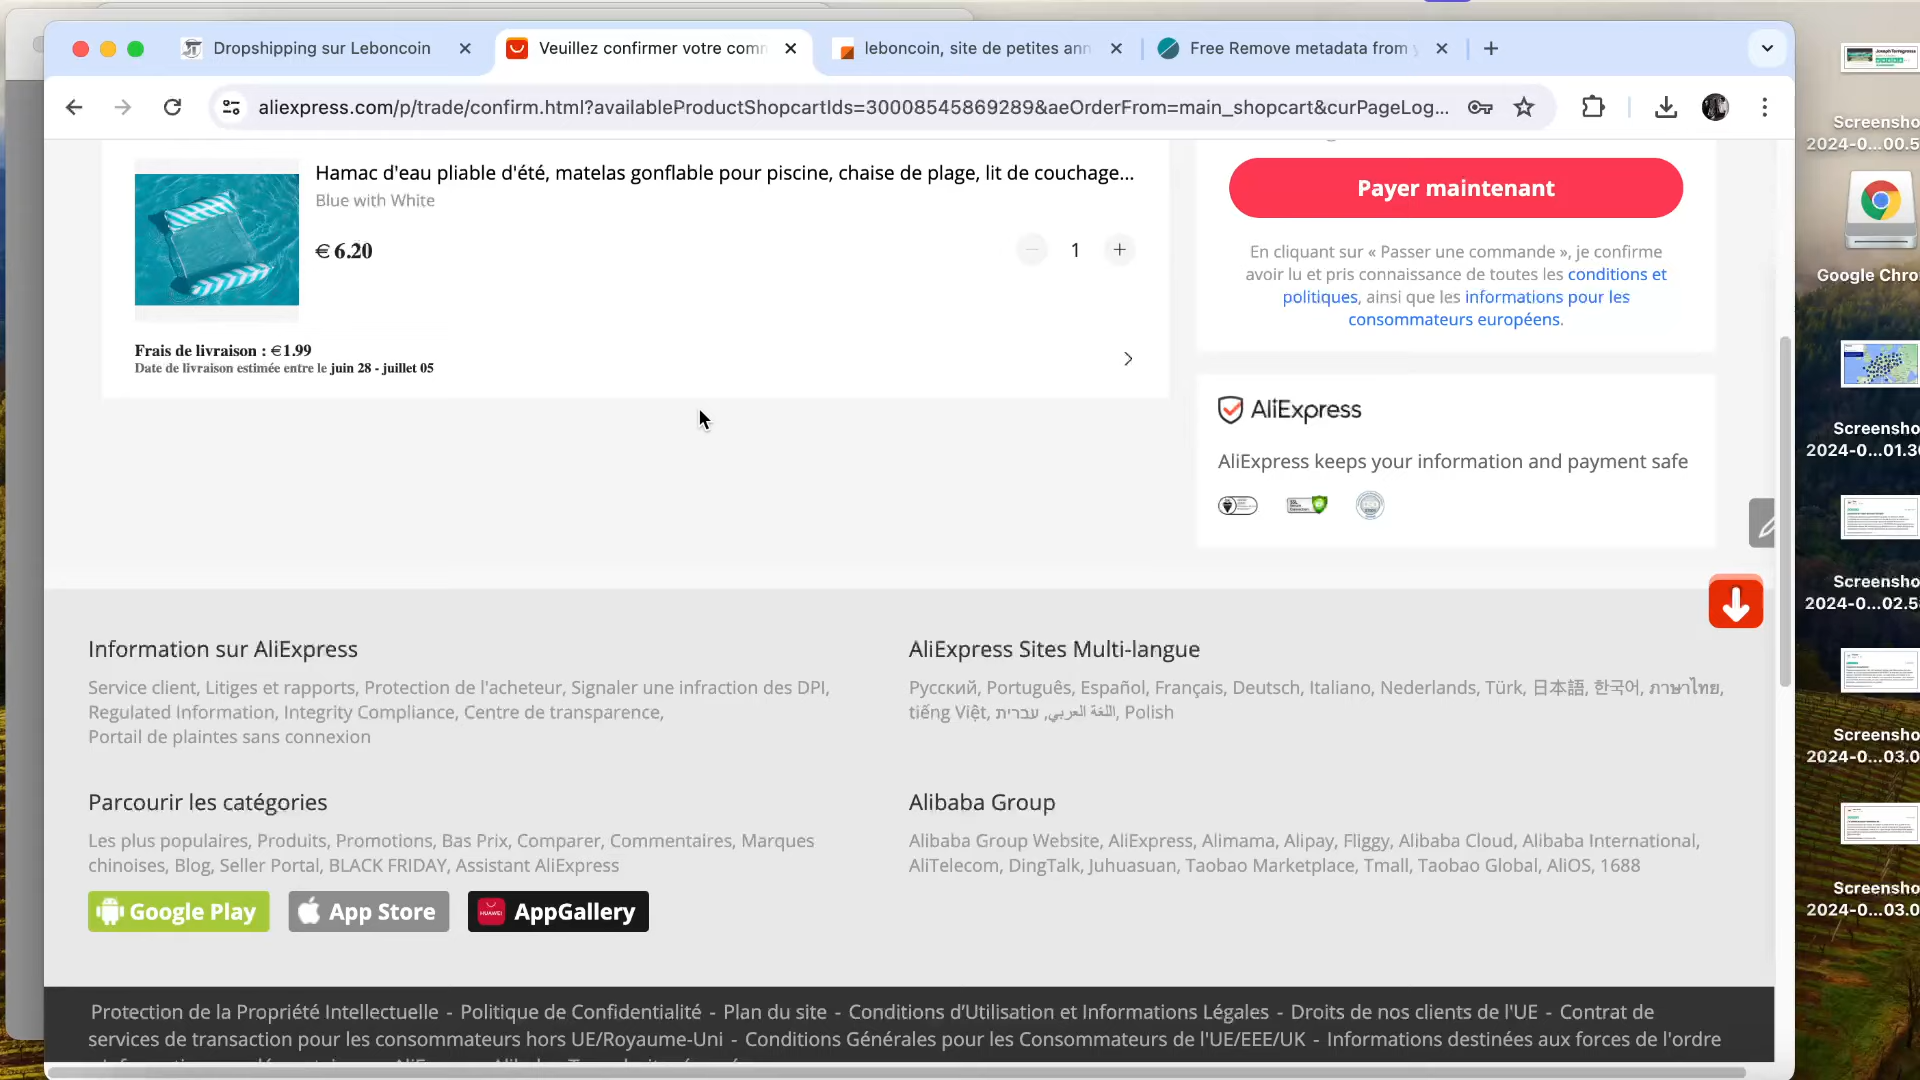 Dropshipping sur Leboncoin
Veuillez confirmer votre com
leboncoin, site de petites ann
Free Remove metadata from
aliexpress.com/p/trade/confirm.html?availableProductShopcartIds=30008545869289&aeOrderFrom=main_shopcart&curPageLog...
Hamac d'eau pliable d'été, matelas gonflable pour piscine, chaise de plage, lit de couchage...
Blue with White
€ 6.20
1
Frais de livraison : €1.99
Date de livraison estimée entre le juin 28 - juillet 05
Payer maintenant
En cliquant sur « Passer une commande », je confirme
avoir lu et pris connaissance de toutes les conditions et
politiques, ainsi que les informations pour les
consommateurs européens.
AliExpress
AliExpress keeps your information and payment safe
Information sur AliExpress
Service client, Litiges et rapports, Protection de l'acheteur, Signaler une infraction des DPI,
Regulated Information, Integrity Compliance, Centre de transparence,
Portail de plaintes sans connexion
AliExpress Sites Multi-langue
Русский, Português, Español, Français, Deutsch, Italiano, Nederlands, Türk, 日本語, 한국어, ภาษาไทย,
tiếng Việt, اللغة العربي, עברית, Polish
Parcourir les catégories
Les plus populaires, Produits, Promotions, Bas Prix, Comparer, Commentaires, Marques
chinoises, Blog, Seller Portal, BLACK FRIDAY, Assistant AliExpress
Google Play
App Store
HUAWEI AppGallery
Alibaba Group
Alibaba Group Website, AliExpress, Alimama, Alipay, Fliggy, Alibaba Cloud, Alibaba International,
AliTelecom, DingTalk, Juhuasuan, Taobao Marketplace, Tmall, Taobao Global, AliOS, 1688
Protection de la Propriété Intellectuelle - Politique de Confidentialité - Plan du site - Conditions d'Utilisation et Informations Légales - Droits de nos clients de l'UE - Contrat de
services de transaction pour les consommateurs hors UE/Royaume-Uni - Conditions Générales pour les Consommateurs de l'UE/EEE/UK - Informations destinées aux forces de l'ordre
Screensho
2024-0...00.5
Google Chro
Screensho
2024-0...01.3
Screensho
2024-0...02.5
Screensho
2024-0...03.0
Screensho
2024-0...03.0